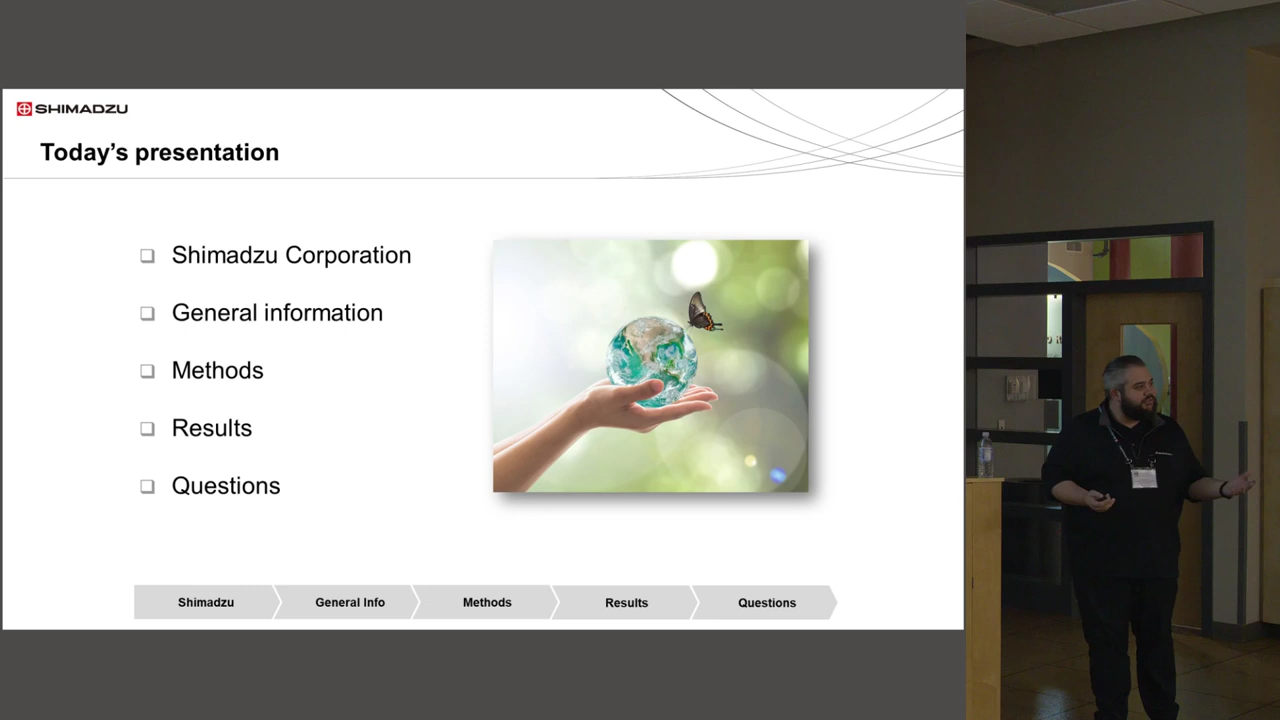 SHIMADZU
Today's presentation
Shimadzu Corporation
General information
Methods
Results
Questions
Shimadzu
General Info
Methods
Results
Questions